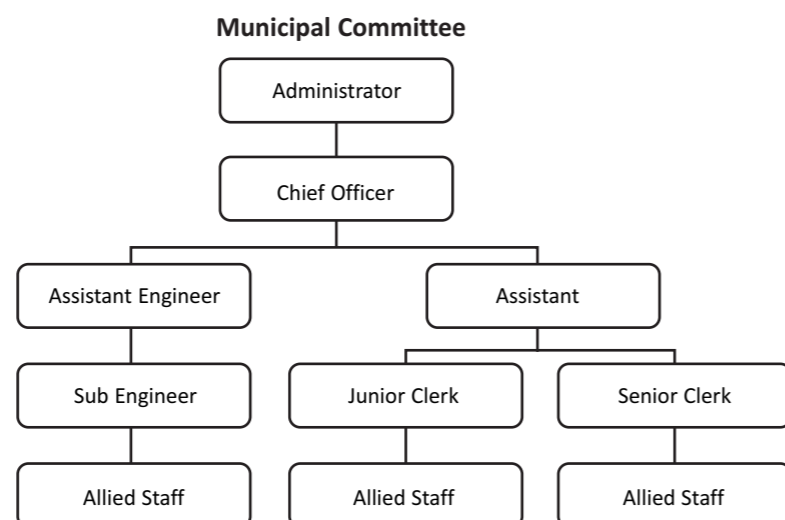 Municipal Committee
Administrator
Chief Officer
Assistant Engineer
Assistant
Sub Engineer
Junior Clerk
Senior Clerk
Allied Staff
Allied Staff
Allied Staff